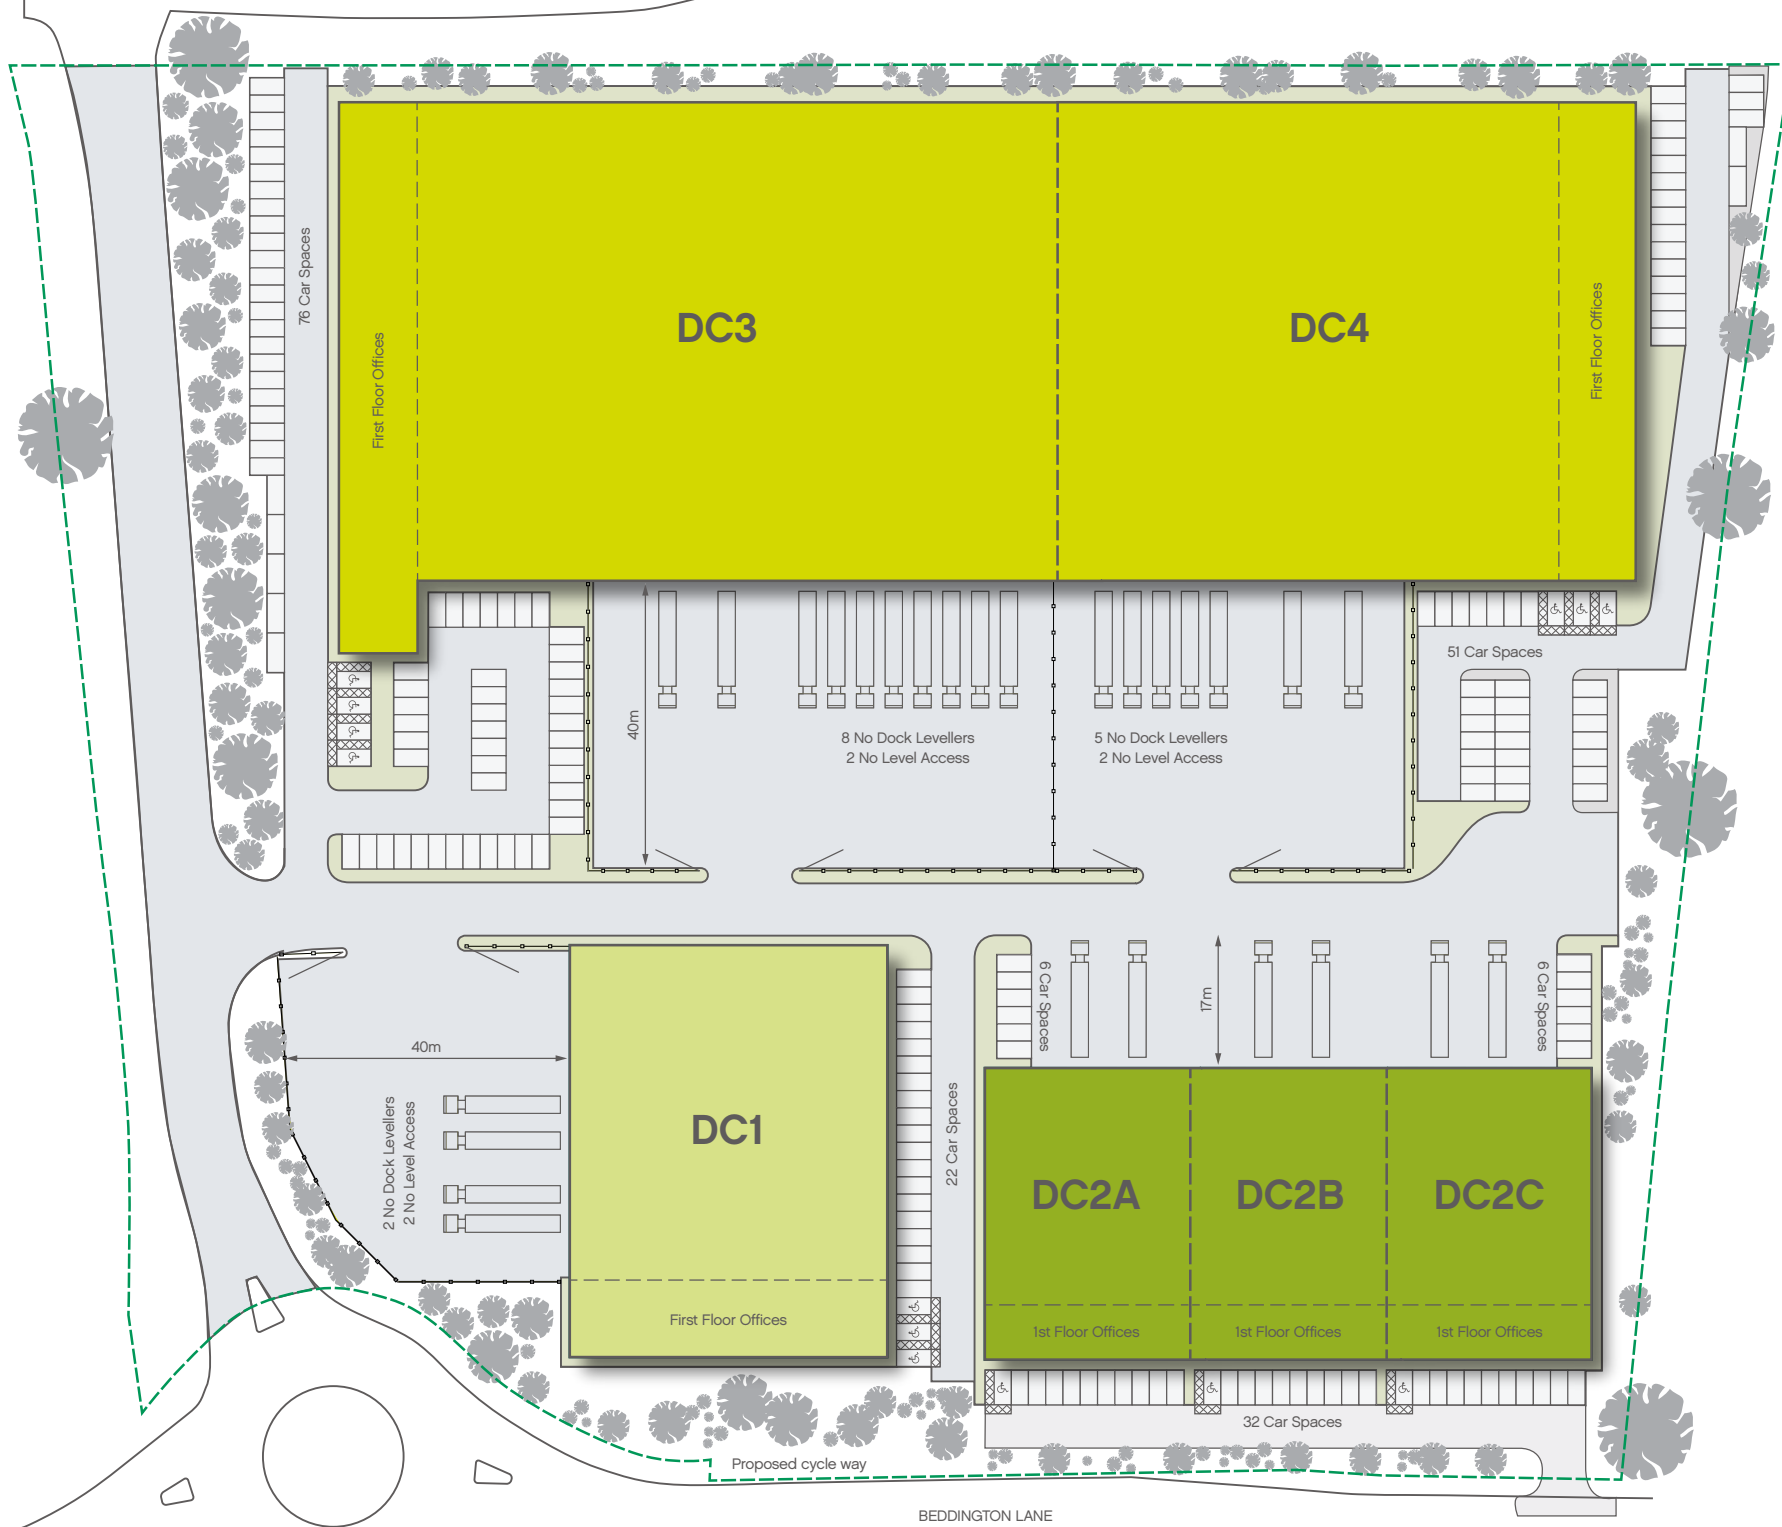 76 Car Spaces
First Floor Offices
DC3
DC4
First Floor Offices
51 Car Spaces
40m
8 No Dock Levellers
2 No Level Access
5 No Dock Levellers
2 No Level Access
40m
2 No Dock Levellers
2 No Level Access
DC1
First Floor Offices
22 Car Spaces
6 Car Spaces
17m
6 Car Spaces
DC2A
DC2B
DC2C
1st Floor Offices
1st Floor Offices
1st Floor Offices
32 Car Spaces
Proposed cycle way
BEDDINGTON LANE